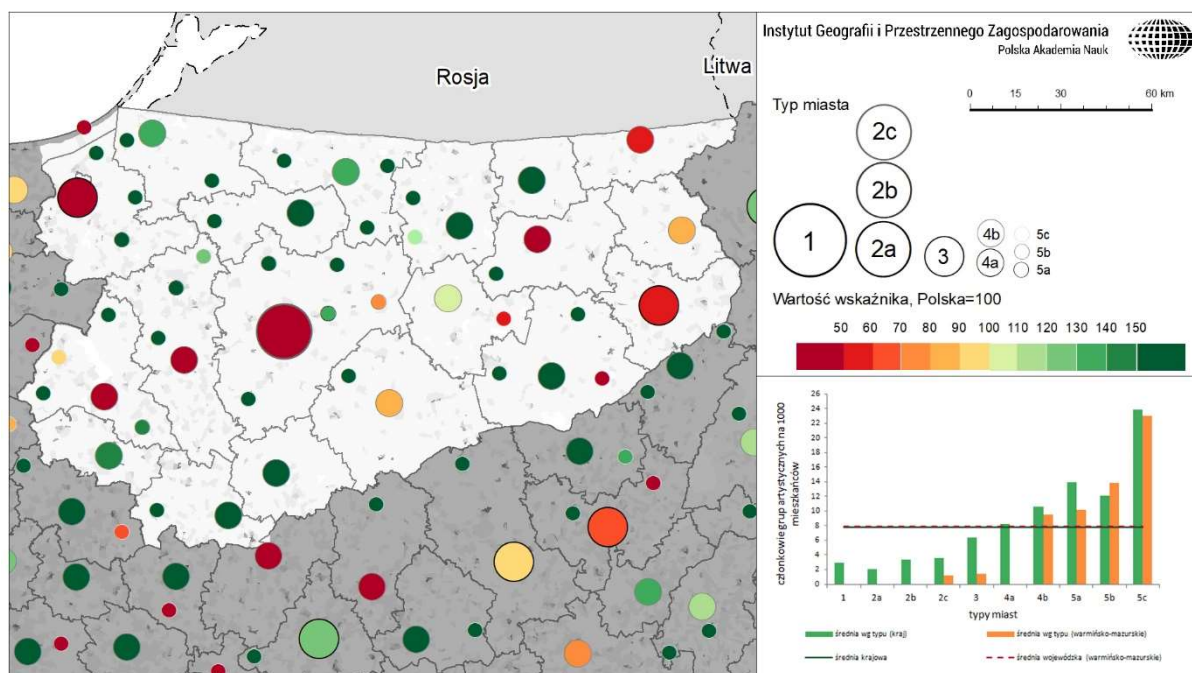 Rosja
Litwa
Instytut Geografii i Przestrzennego Zagospodarowania
Polska Akademia Nauk
0 15 30 60 km
Typ miasta
2c
2b
1
2a
3
4b
4a
5c
5b
5a
Wartość wskaźnika, Polska=100
50 60 70 80 90 100 110 120 130 140 150
członkowie grup artystycznych na 1000
mieszkańców
26
24
22
20
18
16
14
12
10
8
6
4
2
0
1 2a 2b 2c 3 4a 4b 5a 5b 5c
typy miast
średnia wg typu (kraj)
średnia wg typu (warmińsko-mazurskie)
średnia krajowa
średnia wojewódzka (warmińsko-mazurskie)